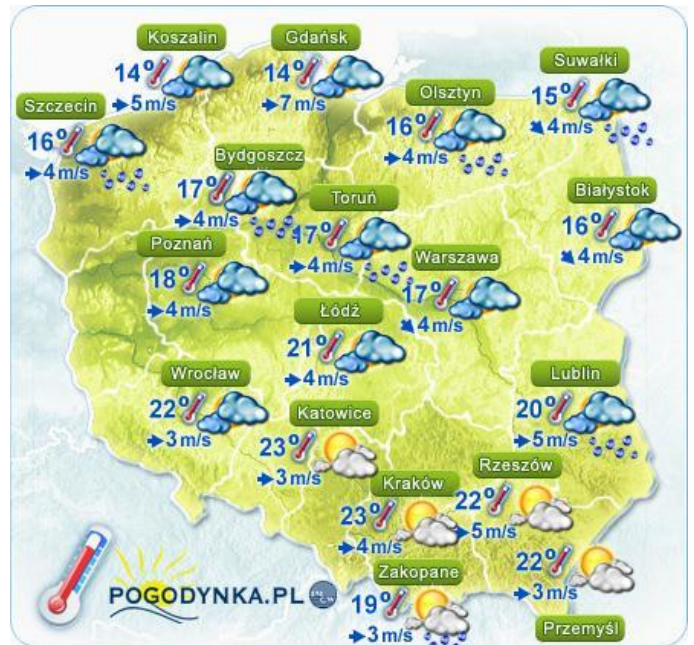 Koszalin
14°
5 m/s
Gdańsk
14°
7 m/s
Suwałki
15°
4 m/s
Szczecin
16°
4 m/s
Olsztyn
16°
4 m/s
Bydgoszcz
17°
4 m/s
Toruń
17°
4 m/s
Białystok
16°
4 m/s
Poznań
18°
4 m/s
Warszawa
17°
4 m/s
Łódź
21°
4 m/s
Wrocław
22°
3 m/s
Lublin
20°
5 m/s
Katowice
23°
3 m/s
Kraków
23°
4 m/s
Rzeszów
22°
5 m/s
22°
3 m/s
Przemyśl
Zakopane
19°
3 m/s
POGODYNKA.PL